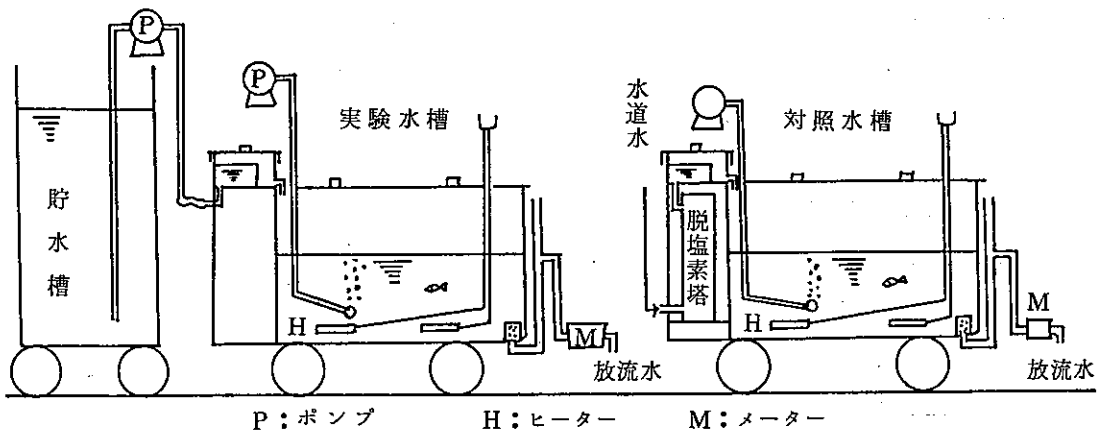 P
P
実験水槽
水道水
対照水槽
貯水槽
脱塩素塔
H
M
放流水
H
M
放流水
P：ポンプ
H：ヒーター
M：メーター